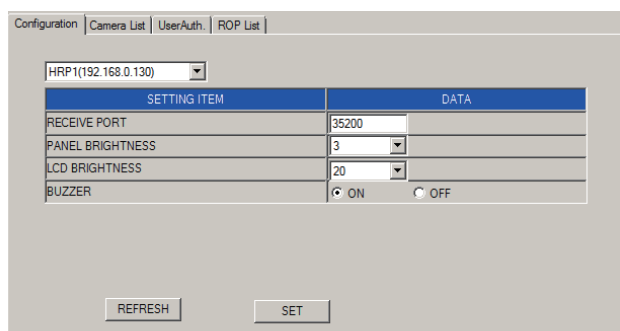 Configuration Camera List UserAuth. ROP List
HRP1(192.168.0.130)
SETTING ITEM DATA
RECEIVE PORT 35200
PANEL BRIGHTNESS 3
LCD BRIGHTNESS 20
BUZZER ON OFF
REFRESH SET